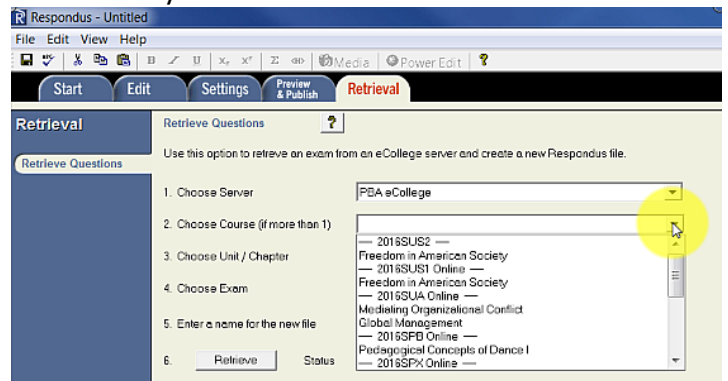 Respondus - Untitled
File Edit View Help
B I U X, X' Σ Media Power Edit ?
Start Edit Settings Preview & Publish Retrieval
Retrieval
Retrieve Questions ?
Retrieve Questions
Use this option to retreve an exam from an eCollege server and create a new Respondus file.
1. Choose Server PBA eCollege
2. Choose Course (if more than 1)
— 2016SUS2 —
3. Choose Unit / Chapter Freedom in American Society
— 2016SUS1 Online —
4. Choose Exam Freedom in American Society
— 2016SUA Online —
Mediating Organizational Conflict
5. Enter a name for the new file Global Management
— 2016SPB Online —
Pedagogical Concepts of Dance I
6. Retrieve Status — 2016SPX Online —